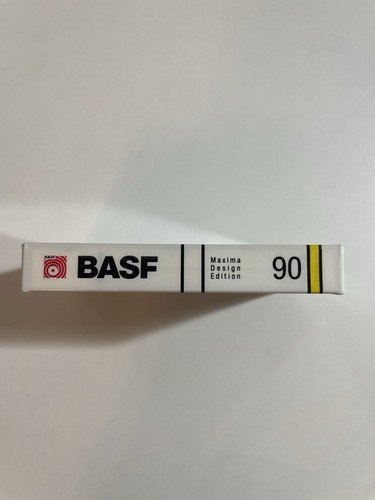 BASF
BASF
Maxima
Design
Edition
90